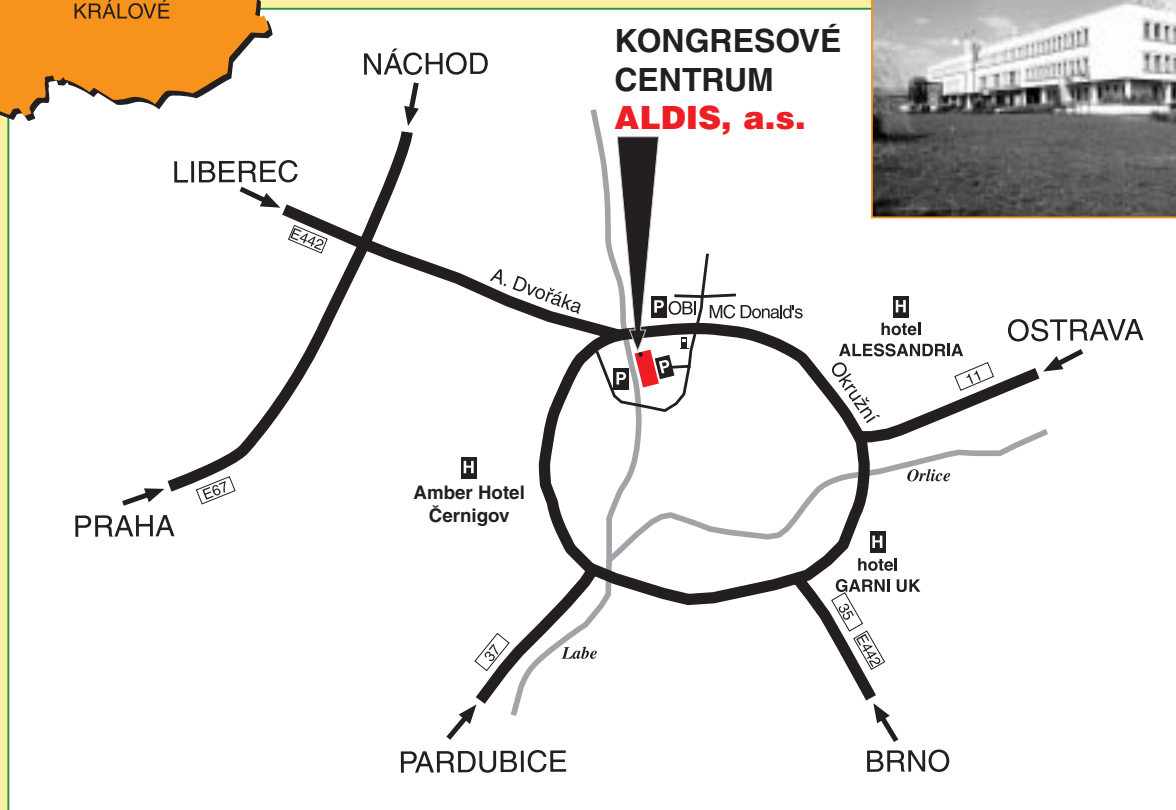 KRÁLOVÉ
NÁCHOD
KONGRESOVÉ
CENTRUM
ALDIS, a.s.
LIBEREC
E442
A. Dvořáka
P OBI
MC Donald's
H
hotel
ALESSANDRIA
OSTRAVA
11
Okružní
P
P
H
Amber Hotel
Černigov
E67
PRAHA
Orlice
H
hotel
GARNI UK
35
E442
37
Labe
PARDUBICE
BRNO